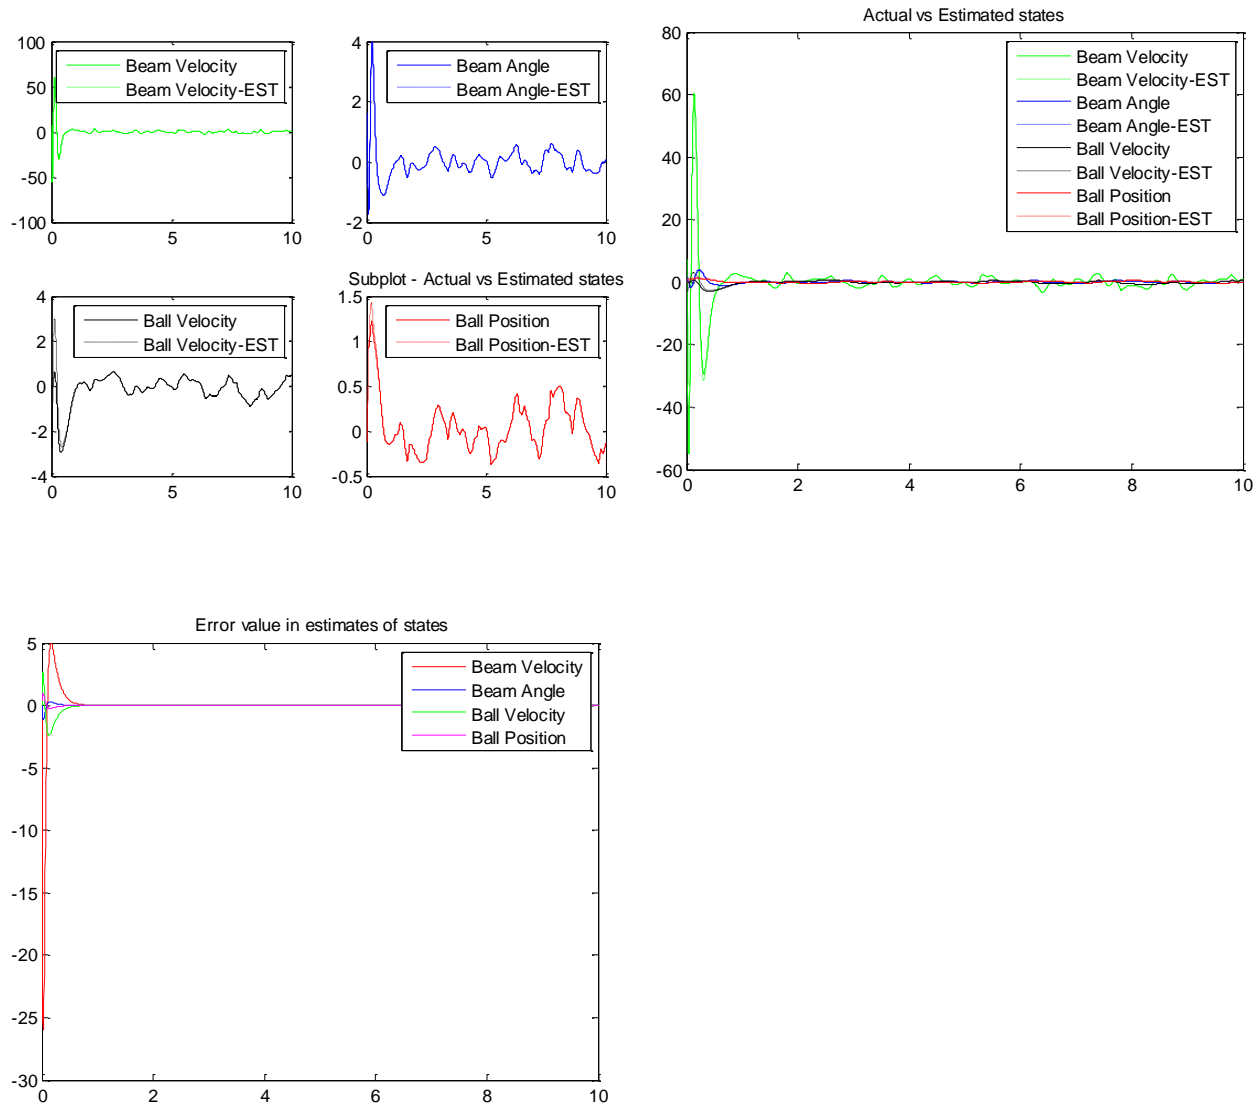 Actual vs Estimated states
100
50
0
-50
-100
0 5 10
Beam Velocity
Beam Velocity-EST
4
2
0
-2
0 5 10
Beam Angle
Beam Angle-EST
80
60
40
20
0
-20
-40
-60
0 2 4 6 8 10
Beam Velocity
Beam Velocity-EST
Beam Angle
Beam Angle-EST
Ball Velocity
Ball Velocity-EST
Ball Position
Ball Position-EST
Subplot - Actual vs Estimated states
4
2
0
-2
-4
0 5 10
Ball Velocity
Ball Velocity-EST
1.5
1
0.5
0
-0.5
0 5 10
Ball Position
Ball Position-EST
Error value in estimates of states
5
0
-5
-10
-15
-20
-25
-30
0 2 4 6 8 10
Beam Velocity
Beam Angle
Ball Velocity
Ball Position